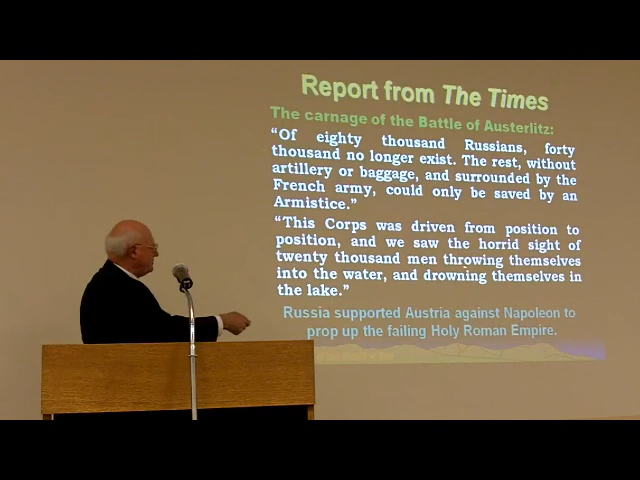 Report from The Times
The carnage of the Battle of Austerlitz:
“Of eighty thousand Russians, forty
thousand no longer exist. The rest, without
artillery or baggage, and surrounded by the
French army, could only be saved by an
Armistice.”
“This Corps was driven from position to
position, and we saw the horrid sight of
twenty thousand men throwing themselves
into the water, and drowning themselves in
the lake.”
Russia supported Austria against Napoleon to
prop up the failing Holy Roman Empire.